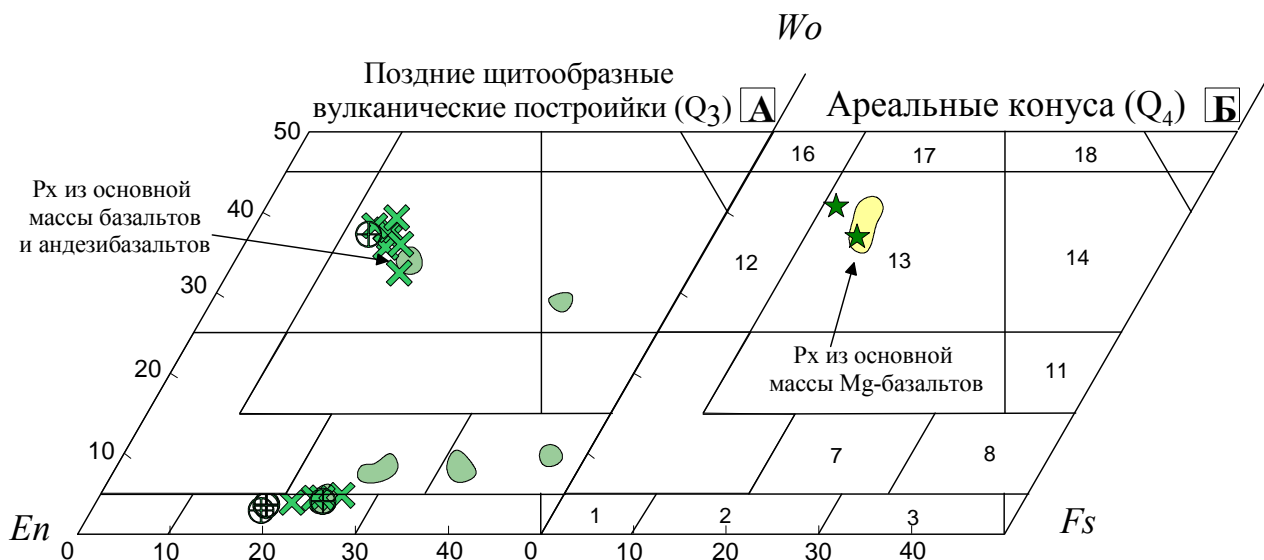 Wo
Поздние щитообразные
вулканические построийки (Q3) А
Ареальные конуса (Q4) Б
50
16
17
18
Px из основной
массы базальтов
и андезибазальтов
40
12
13
14
30
Px из основной
массы Mg-базальтов
20
11
10
7
8
En
1
2
3
Fs
0
10
20
30
40
0
10
20
30
40